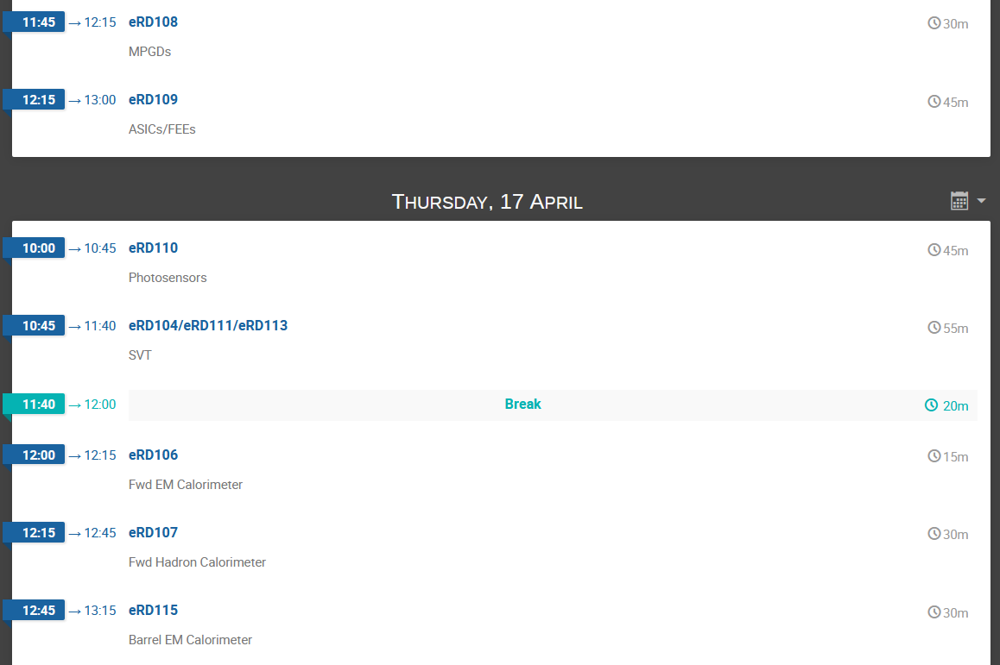 11:45 → 12:15 eRD108 30m
MPGDs
12:15 → 13:00 eRD109 45m
ASICs/FEEs
Thursday, 17 April
10:00 → 10:45 eRD110 45m
Photosensors
10:45 → 11:40 eRD104/eRD111/eRD113 55m
SVT
11:40 → 12:00 Break 20m
12:00 → 12:15 eRD106 15m
Fwd EM Calorimeter
12:15 → 12:45 eRD107 30m
Fwd Hadron Calorimeter
12:45 → 13:15 eRD115 30m
Barrel EM Calorimeter